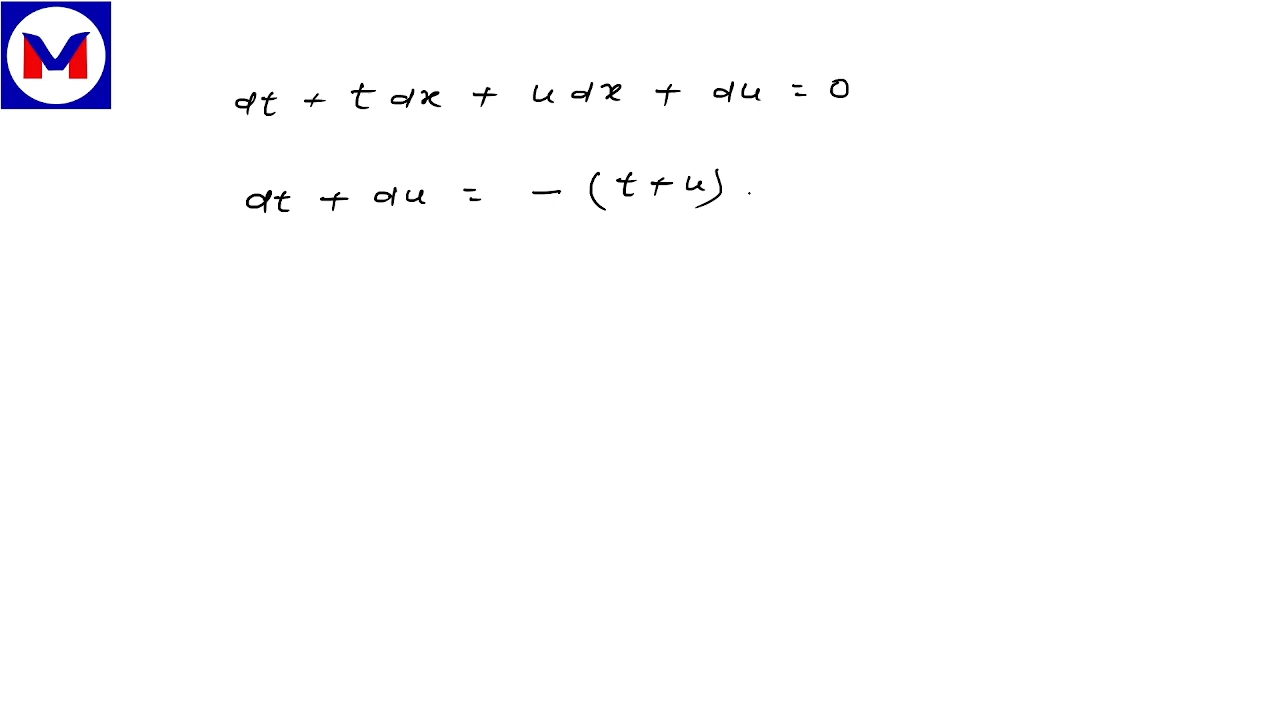 M
dt + t dx + u dx + du = 0
dt + du = - (t + u) .